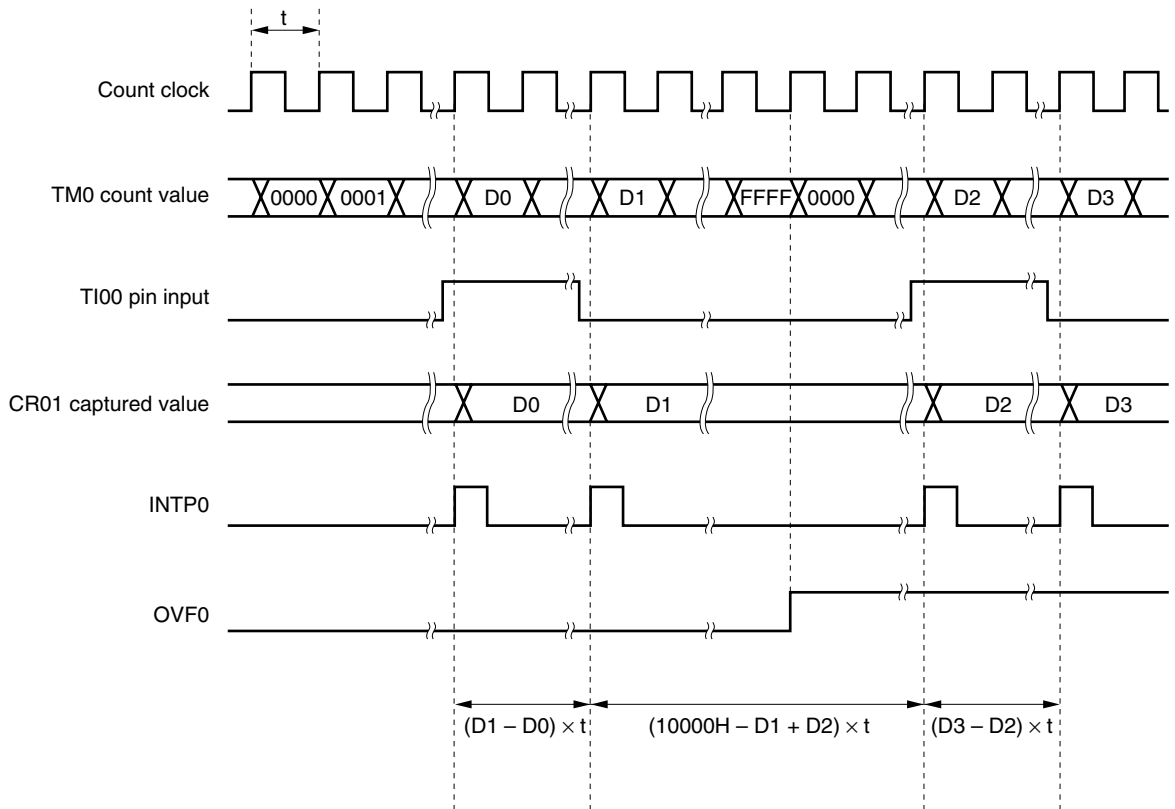 t
Count clock
TM0 count value
0000 0001 D0 D1 FFFF 0000 D2 D3
TI00 pin input
CR01 captured value
D0 D1 D2 D3
INTP0
OVF0
(D1 – D0) × t (10000H – D1 + D2) × t (D3 – D2) × t